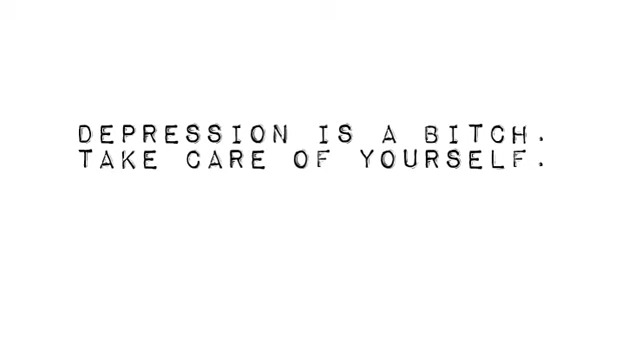 DEPRESSION IS A BITCH.
TAKE CARE OF YOURSELF.